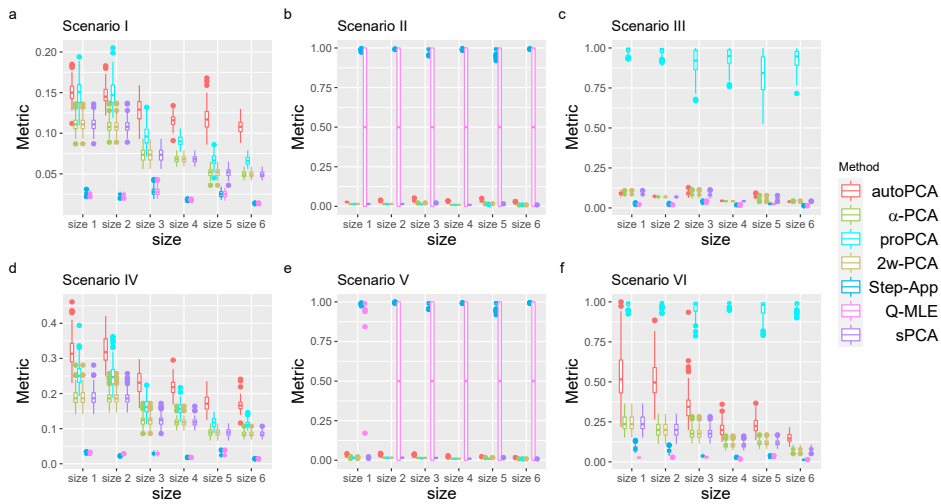 a
Scenario I
0.20
0.15
0.10
0.05
Metric
size 1 size 2 size 3 size 4 size 5 size 6
size
b
Scenario II
1.00
0.75
0.50
0.25
0.00
Metric
size 1 size 2 size 3 size 4 size 5 size 6
size
c
Scenario III
1.00
0.75
0.50
0.25
0.00
Metric
size 1 size 2 size 3 size 4 size 5 size 6
size
d
Scenario IV
0.4
0.3
0.2
0.1
0.0
Metric
size 1 size 2 size 3 size 4 size 5 size 6
size
e
Scenario V
1.00
0.75
0.50
0.25
0.00
Metric
size 1 size 2 size 3 size 4 size 5 size 6
size
f
Scenario VI
1.00
0.75
0.50
0.25
0.00
Metric
size 1 size 2 size 3 size 4 size 5 size 6
size
Method
autoPCA
α-PCA
proPCA
2w-PCA
Step-App
Q-MLE
sPCA